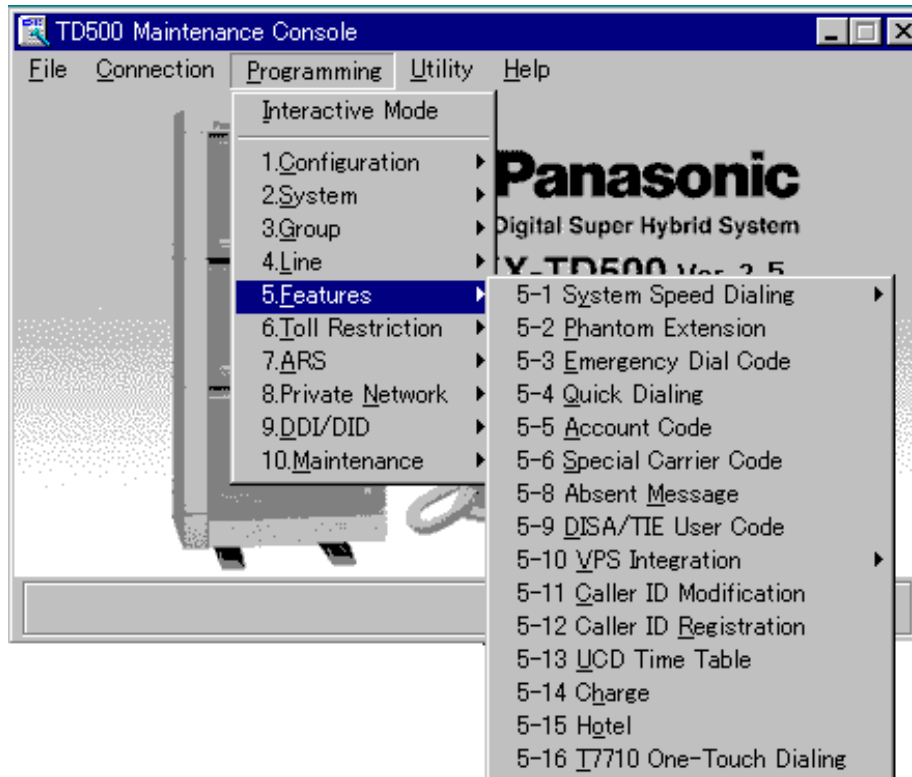 TD500 Maintenance Console
File Connection Programming Utility Help
Interactive Mode
1.Configuration
2.System
3.Group
4.Line
5.Features
6.Toll Restriction
7.ARS
8.Private Network
9.DDI/DID
10.Maintenance
Panasonic
Digital Super Hybrid System
X-TD500 Ver 2.5
5-1 System Speed Dialing
5-2 Phantom Extension
5-3 Emergency Dial Code
5-4 Quick Dialing
5-5 Account Code
5-6 Special Carrier Code
5-8 Absent Message
5-9 DISA/TIE User Code
5-10 VPS Integration
5-11 Caller ID Modification
5-12 Caller ID Registration
5-13 UCD Time Table
5-14 Charge
5-15 Hotel
5-16 T7710 One-Touch Dialing